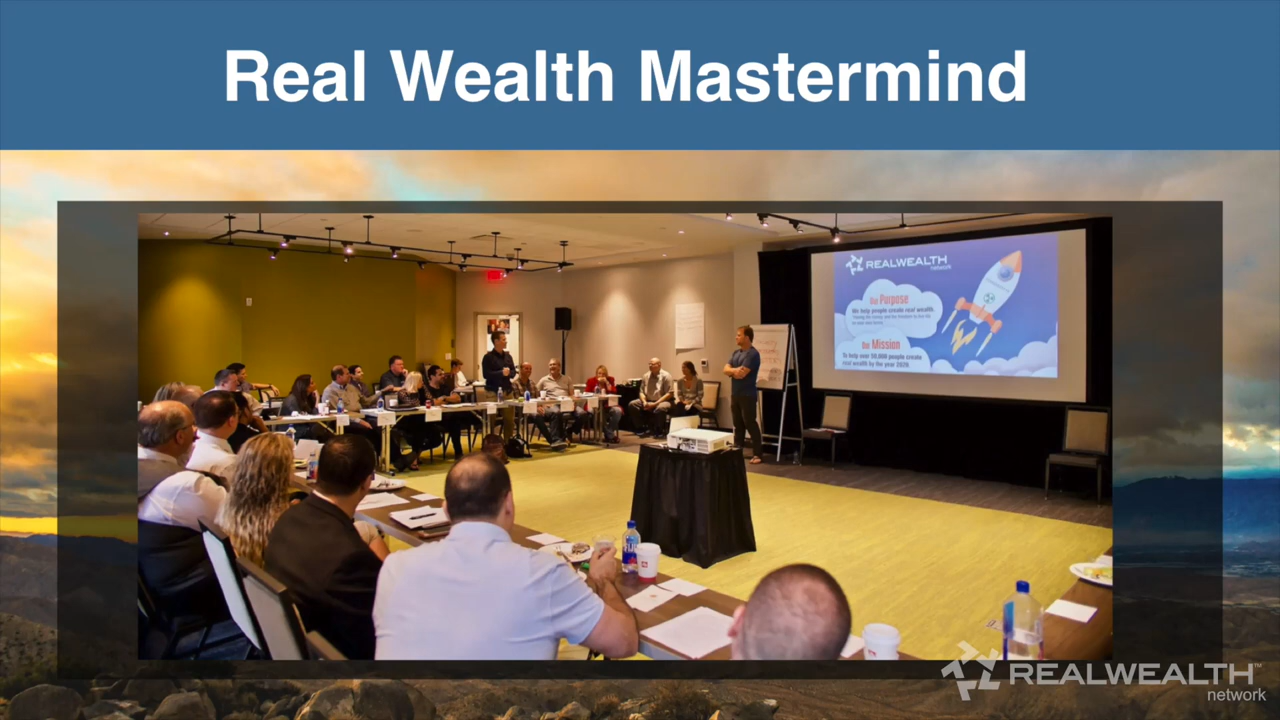 Real Wealth Mastermind
REALWEALTH
network
Our Purpose
We help people create real wealth.
Our Mission
To help over 50,000 people create
real wealth by the year 2020
REALWEALTH™
network